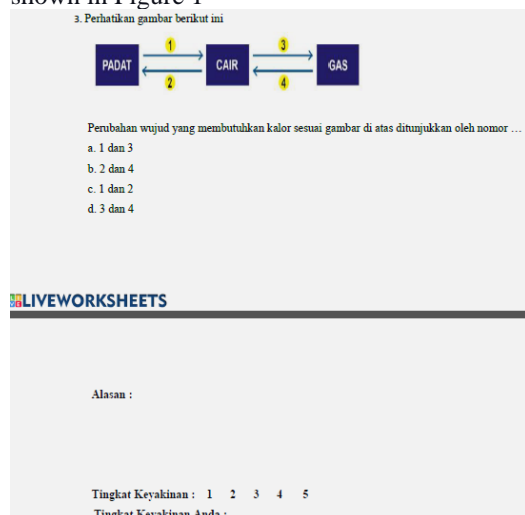 shown in Figure 1
3. Perhatikan gambar berikut ini
1
3
PADAT
CAIR
GAS
2
4
Perubahan wujud yang membutuhkan kalor sesuai gambar di atas ditunjukkan oleh nomor ...
a. 1 dan 3
b. 2 dan 4
c. 1 dan 2
d. 3 dan 4
LIVEWORKSHEETS
Alasan :
Tingkat Keyakinan : 1 2 3 4 5
Tingkat Keyakinan Anda :